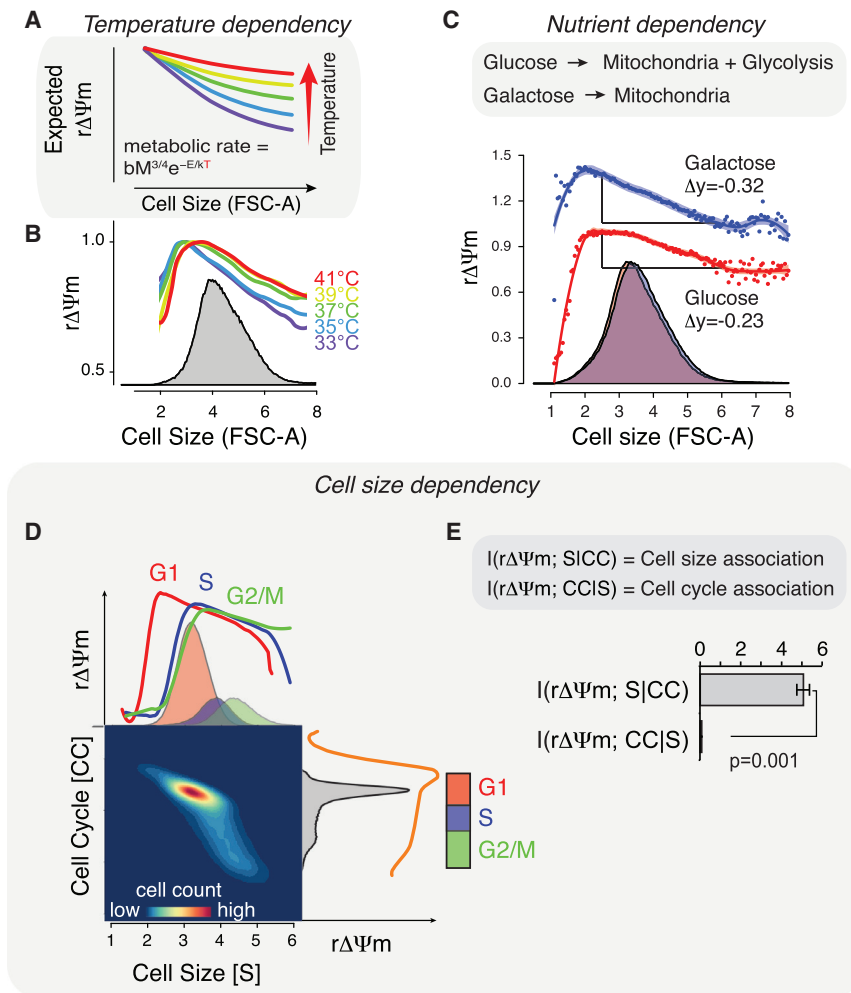 A
Temperature dependency
Expected
rΔΨm
Temperature
metabolic rate =
bM3/4e–E/kT
Cell Size (FSC-A)
B
rΔΨm
1.0
0.5
41°C
39°C
37°C
35°C
33°C
2 4 6 8
Cell Size (FSC-A)
C
Nutrient dependency
Glucose → Mitochondria + Glycolysis
Galactose → Mitochondria
rΔΨm
1.5
1.2
0.9
0.6
0.3
0.0
Galactose
Δy=-0.32
Glucose
Δy=-0.23
1 2 3 4 5 6 7 8
Cell size (FSC-A)
Cell size dependency
D
G1
S
G2/M
rΔΨm
Cell Cycle [CC]
cell count
low high
1 2 3 4 5 6
Cell Size [S]
rΔΨm
G1
S
G2/M
E
I(rΔΨm; S|CC) = Cell size association
I(rΔΨm; CC|S) = Cell cycle association
0 2 4 6
I(rΔΨm; S|CC)
I(rΔΨm; CC|S)
p=0.001